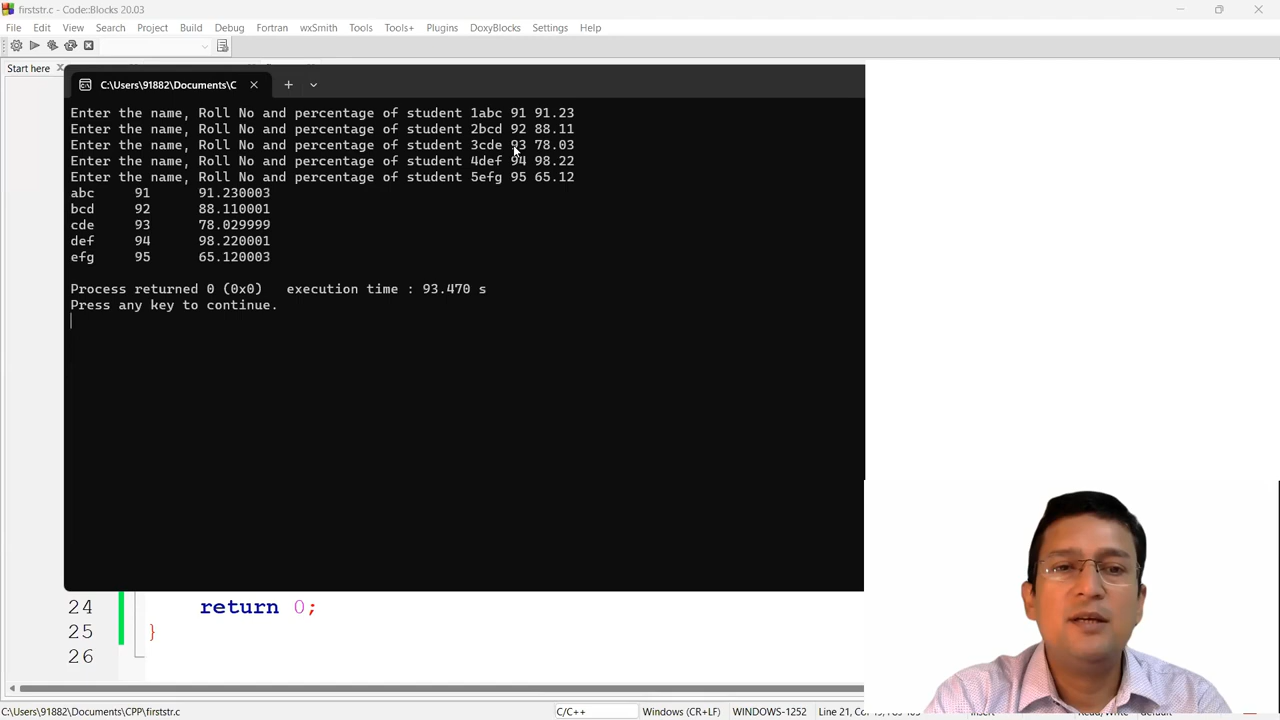 firststr.c - Code::Blocks 20.03
File Edit View Search Project Build Debug Fortran wxSmith Tools Tools+ Plugins DoxyBlocks Settings Help
Start here
C:\Users\91882\Documents\C
Enter the name, Roll No and percentage of student 1abc 91 91.23
Enter the name, Roll No and percentage of student 2bcd 92 88.11
Enter the name, Roll No and percentage of student 3cde 93 78.03
Enter the name, Roll No and percentage of student 4def 94 98.22
Enter the name, Roll No and percentage of student 5efg 95 65.12
abc 91 91.230003
bcd 92 88.110001
cde 93 78.029999
def 94 98.220001
efg 95 65.120003
Process returned 0 (0x0) execution time : 93.470 s
Press any key to continue.
24 return 0;
25 }
26
C:\Users\91882\Documents\CPP\firststr.c C/C++ Windows (CR+LF) WINDOWS-1252 Line 21,